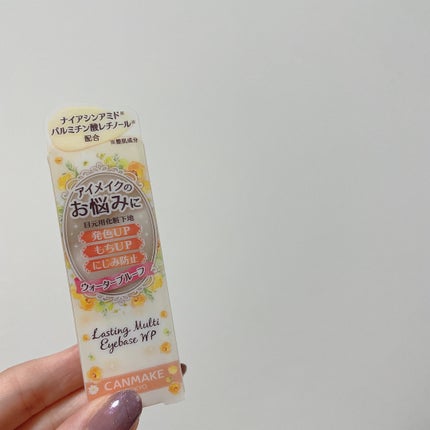 ナイアシンアミド※
パルミチン酸レチノール※
配合
※整肌成分
アイメイクの
お悩みに
目元用化粧下地
発色UP
もちUP
にじみ防止
ウォータープルーフ
Lasting Multi
Eyebase WP
CANMAKE
TOKYO